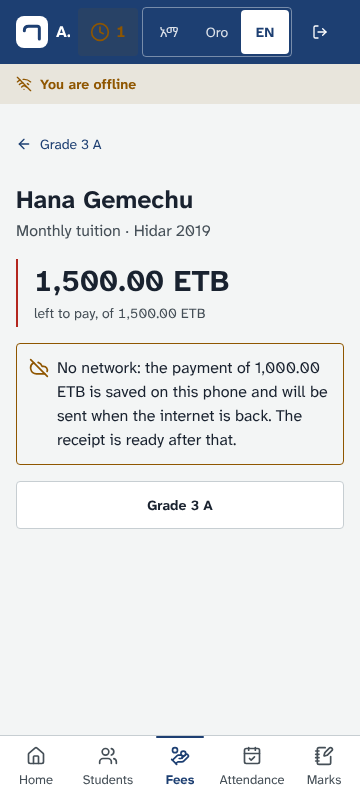 A.
1
አማ
Oro
EN
You are offline
Grade 3 A
Hana Gemechu
Monthly tuition · Hidar 2019
1,500.00 ETB
left to pay, of 1,500.00 ETB
No network: the payment of 1,000.00
ETB is saved on this phone and will be
sent when the internet is back. The
receipt is ready after that.
Grade 3 A
Home
Students
Fees
Attendance
Marks